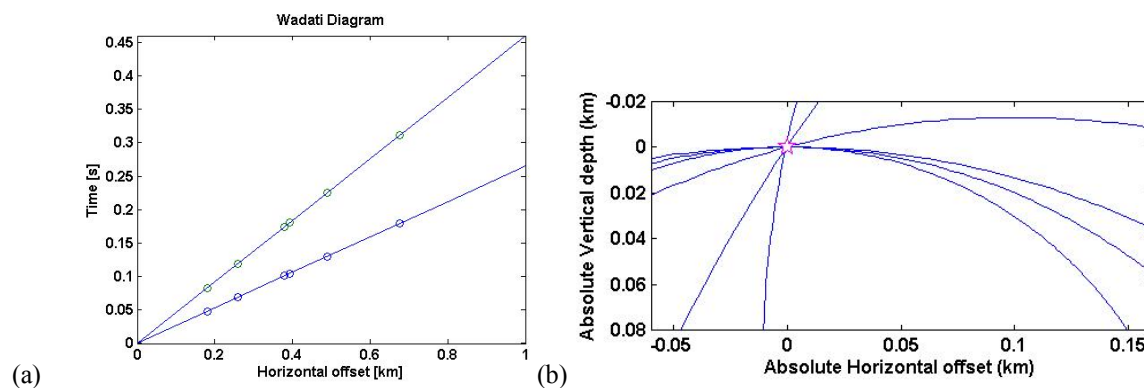 Wadati Diagram
Time [s]
0.45
0.4
0.35
0.3
0.25
0.2
0.15
0.1
0.05
0
0 0.2 0.4 0.6 0.8 1
Horizontal offset [km]
(a)
Absolute Vertical depth (km)
-0.02
0
0.02
0.04
0.06
0.08
-0.05 0 0.05 0.1 0.15
Absolute Horizontal offset (km)
(b)